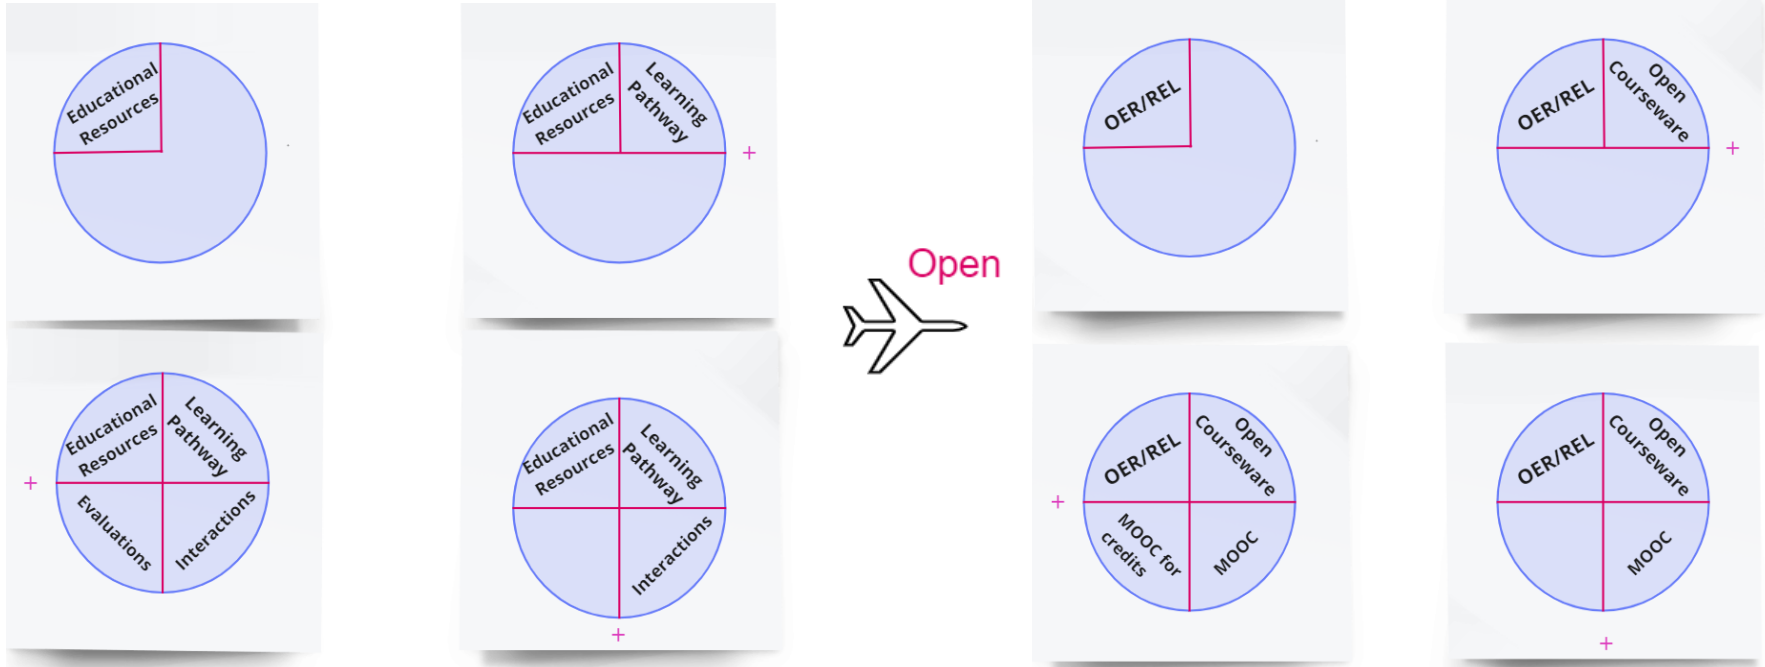 Educational
Resources
Educational
Resources
Learning
Pathway
+
OER/REL
OER/REL
Open
Courseware
+
Open
Educational
Resources
Learning
Pathway
+
Evaluations
Interactions
Educational
Resources
Learning
Pathway
Interactions
+
OER/REL
Open
Courseware
+
MOOC for
credits
MOOC
OER/REL
Open
Courseware
MOOC
+